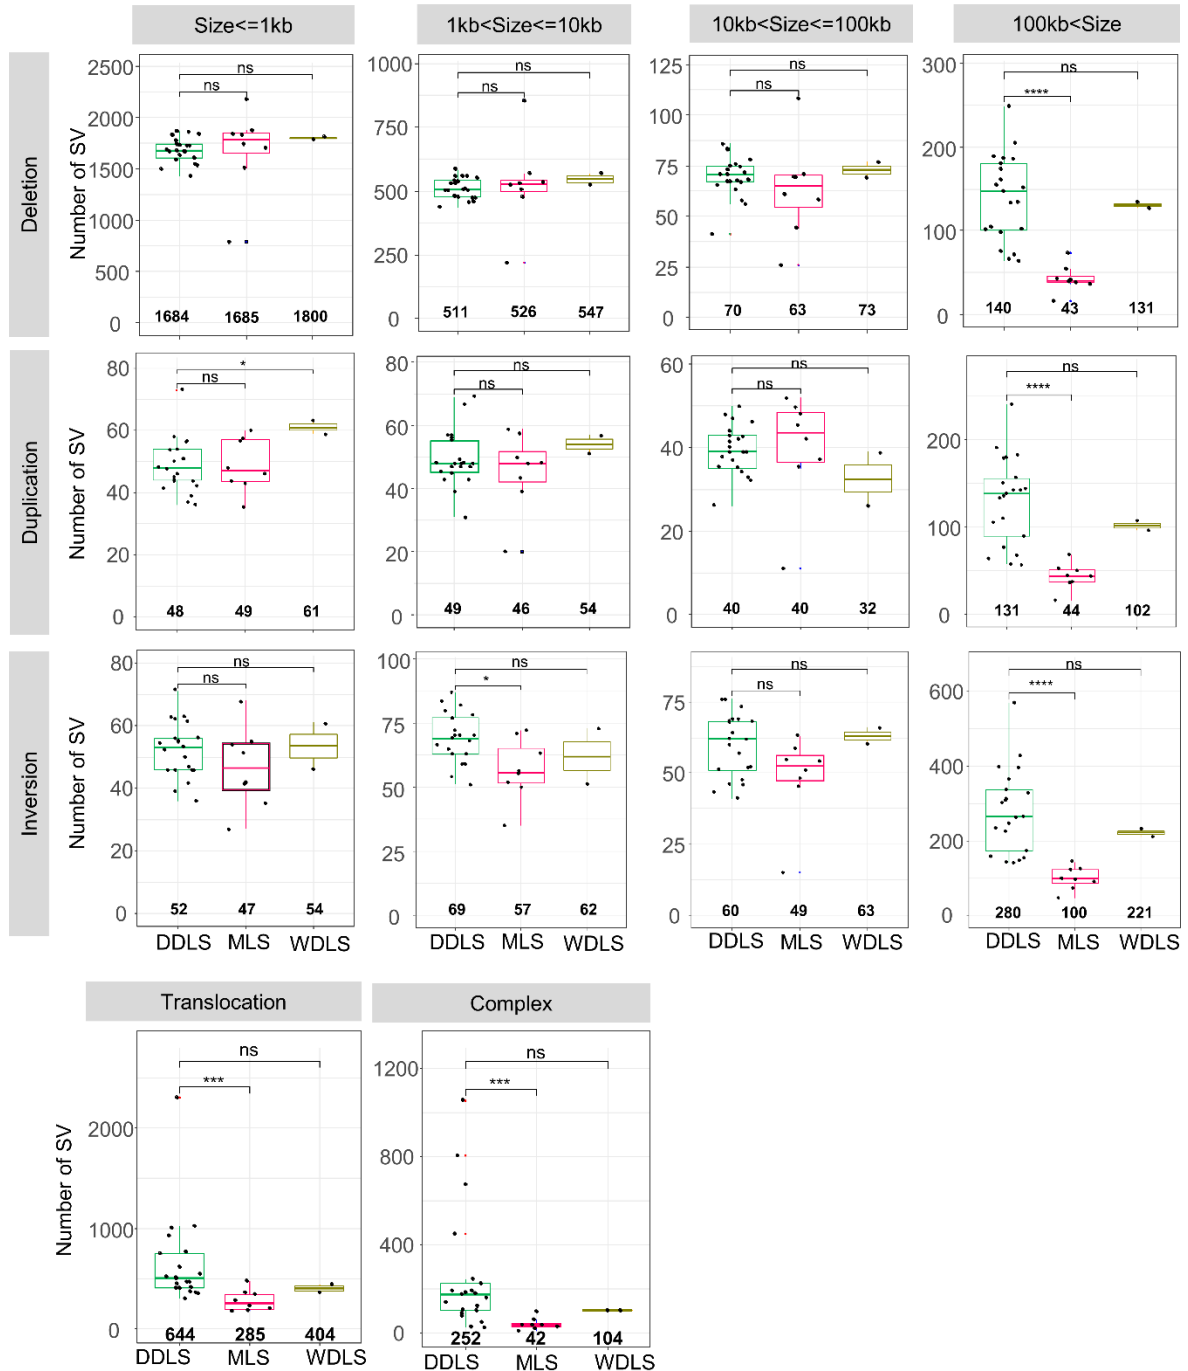 Size<=1kb
1kb<Size<=10kb
10kb<Size<=100kb
100kb<Size
Deletion
Number of SV
2500
2000
1750
1500
1250
1000
500
0
ns
ns
1684 1685 1800
1000
750
500
250
0
ns
ns
511 526 547
125
100
75
50
25
0
ns
ns
70 63 73
300
200
100
0
ns
****
140 43 131
Duplication
Number of SV
80
60
40
20
0
*
ns
48 49 61
80
60
40
20
0
ns
ns
49 46 54
60
40
20
0
ns
ns
40 40 32
200
100
0
ns
****
131 44 102
Inversion
Number of SV
80
60
40
20
0
ns
ns
52 47 54
DDLS MLS WDLS
100
75
50
25
0
ns
*
69 57 62
DDLS MLS WDLS
75
50
25
0
ns
ns
60 49 63
DDLS MLS WDLS
600
400
200
0
ns
****
280 100 221
DDLS MLS WDLS
Translocation
Number of SV
2000
1000
0
ns
***
644 285 404
DDLS MLS WDLS
Complex
1200
800
400
0
ns
***
252 42 104
DDLS MLS WDLS